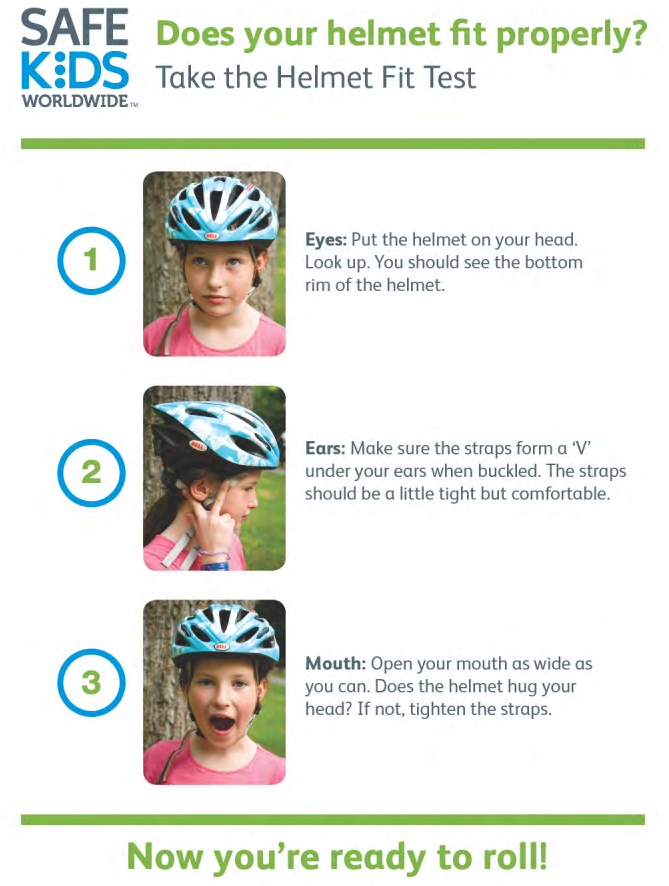 SAFE
KIDS
WORLDWIDE™
Does your helmet fit properly?
Take the Helmet Fit Test
1
BELL
Eyes: Put the helmet on your head.
Look up. You should see the bottom
rim of the helmet.
2
BELL
Ears: Make sure the straps form a ‘V’
under your ears when buckled. The straps
should be a little tight but comfortable.
3
BELL
Mouth: Open your mouth as wide as
you can. Does the helmet hug your
head? If not, tighten the straps.
Now you’re ready to roll!